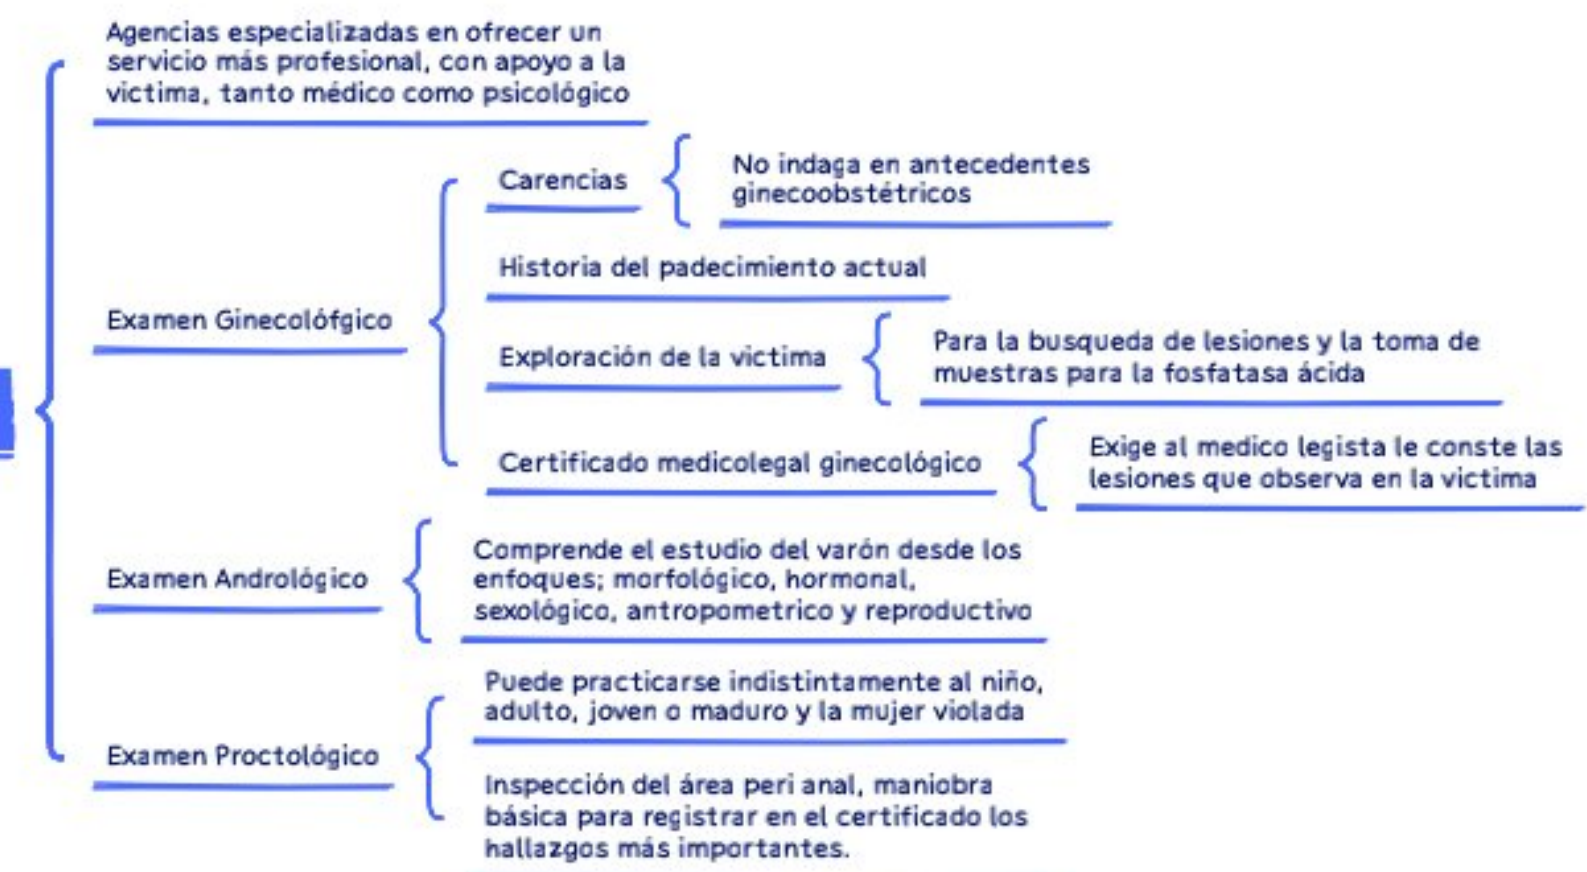 Agencias especializadas en ofrecer un
servicio más profesional, con apoyo a la
victima, tanto médico como psicológico
Examen Ginecolófgico
Carencias
No indaga en antecedentes
ginecoobstétricos
Historia del padecimiento actual
Exploración de la victima
Para la busqueda de lesiones y la toma de
muestras para la fosfatasa ácida
Certificado medicolegal ginecológico
Exige al medico legista le conste las
lesiones que observa en la victima
Examen Andrológico
Comprende el estudio del varón desde los
enfoques; morfológico, hormonal,
sexológico, antropometrico y reproductivo
Examen Proctológico
Puede practicarse indistintamente al niño,
adulto, joven o maduro y la mujer violada
Inspección del área peri anal, maniobra
básica para registrar en el certificado los
hallazgos más importantes.